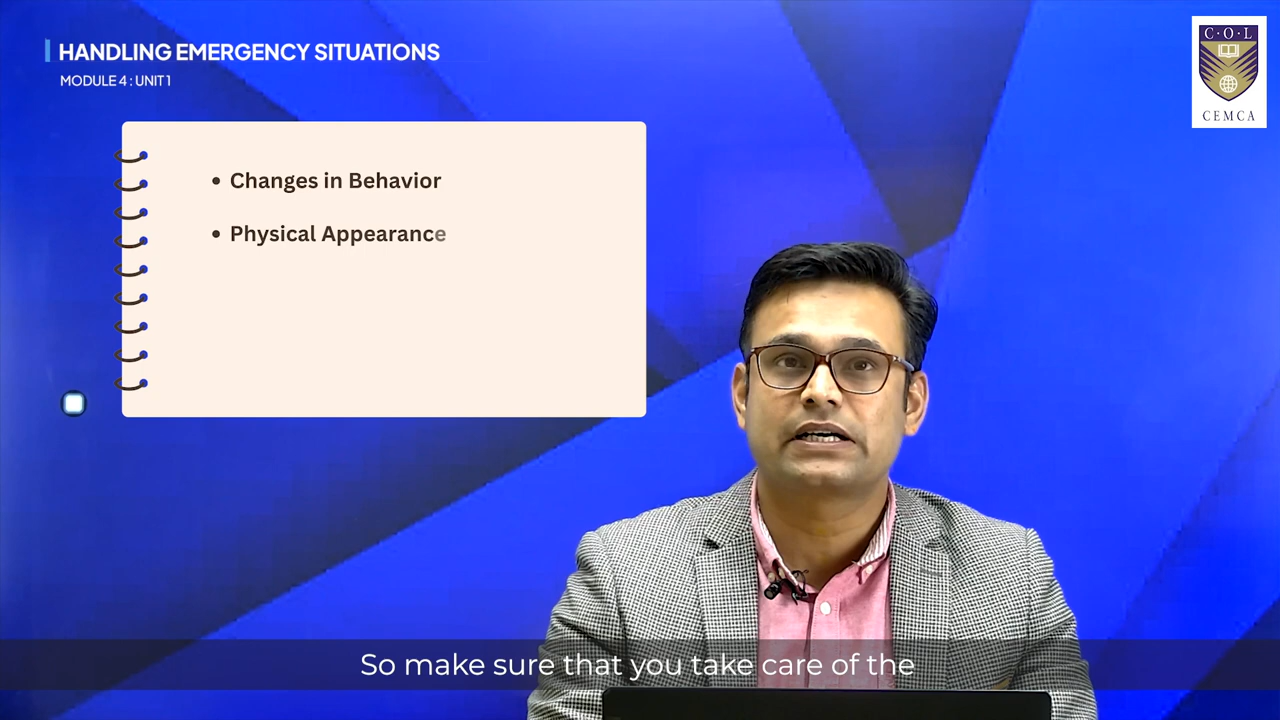 HANDLING EMERGENCY SITUATIONS
MODULE 4 : UNIT 1
C·O·L
CEMCA
• Changes in Behavior
• Physical Appearance
So make sure that you take care of the